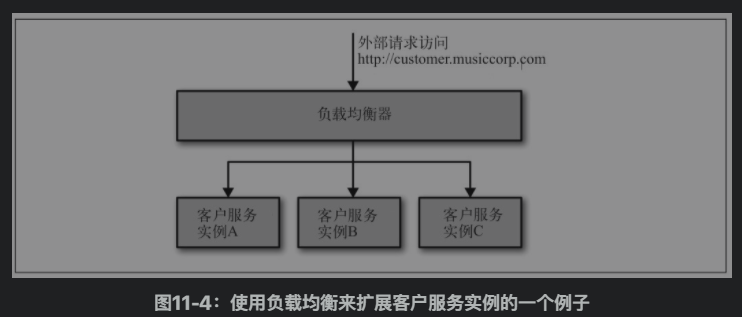 外部请求访问
http://customer.musiccorp.com
负载均衡器
客户服务
实例A
客户服务
实例B
客户服务
实例C
图11-4：使用负载均衡来扩展客户服务实例的一个例子